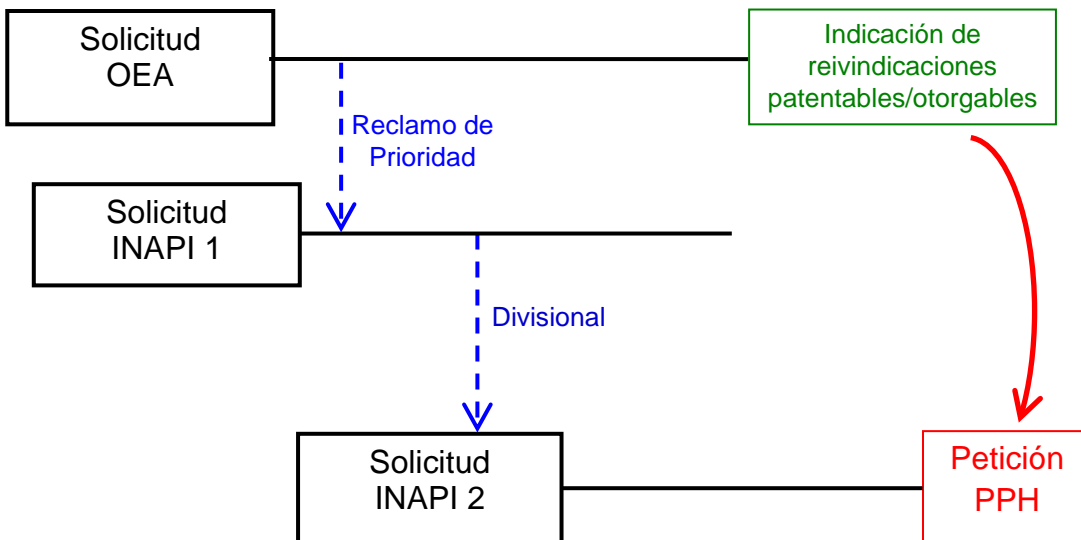 Solicitud
OEA
Indicación de
reivindicaciones
patentables/otorgables
Reclamo de
Prioridad
Solicitud
INAPI 1
Divisional
Solicitud
INAPI 2
Petición
PPH